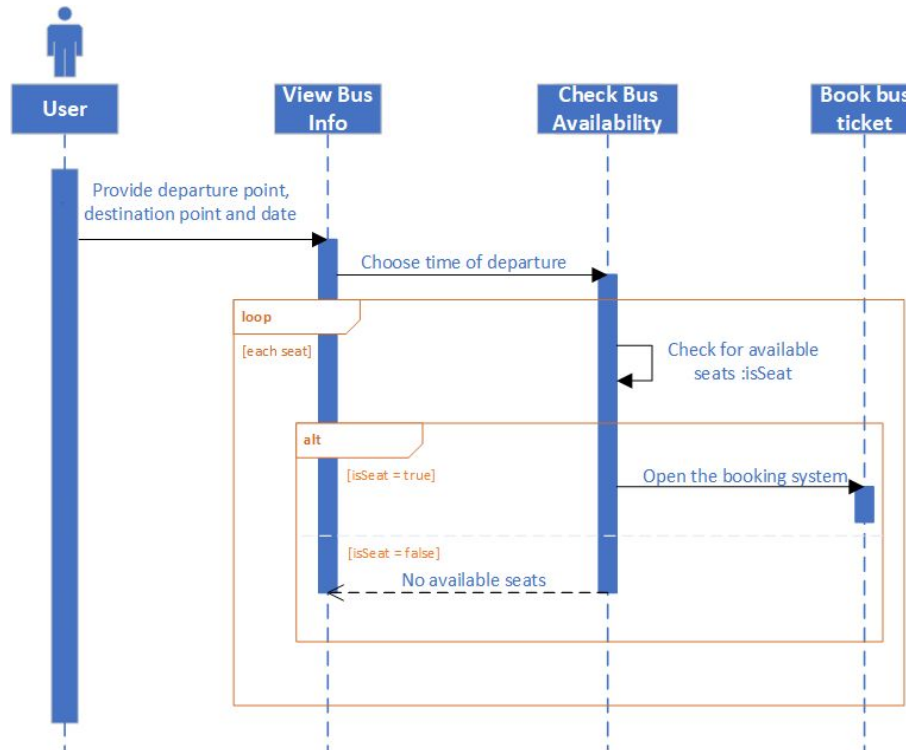 User
View Bus
Info
Check Bus
Availability
Book bus
ticket
Provide departure point,
destination point and date
Choose time of departure
loop
[each seat]
Check for available
seats :isSeat
alt
[isSeat = true]
Open the booking system
[isSeat = false]
No available seats